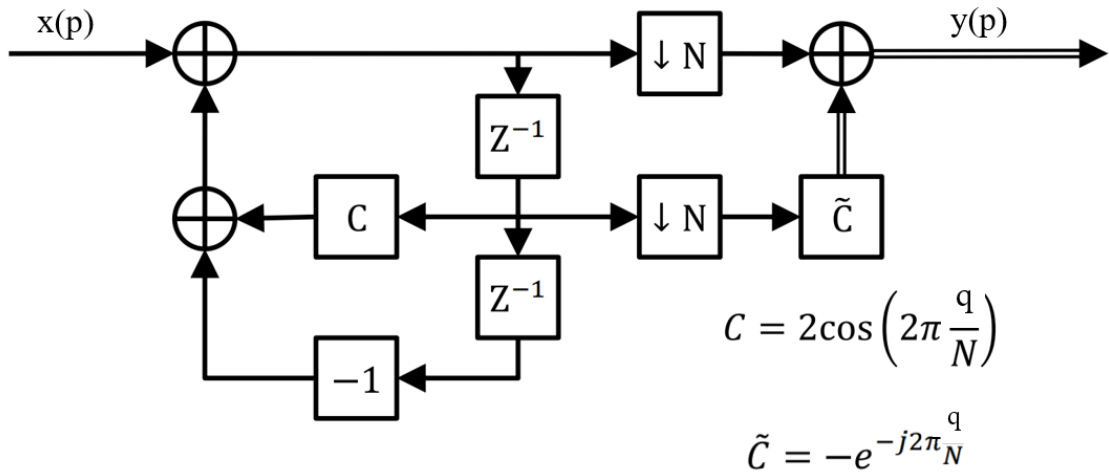 x(p)
y(p)
↓ N
Z⁻¹
C
↓ N
C̃
Z⁻¹
−1
C = 2cos(2π q/N)
C̃ = −e^{−j2π q/N}